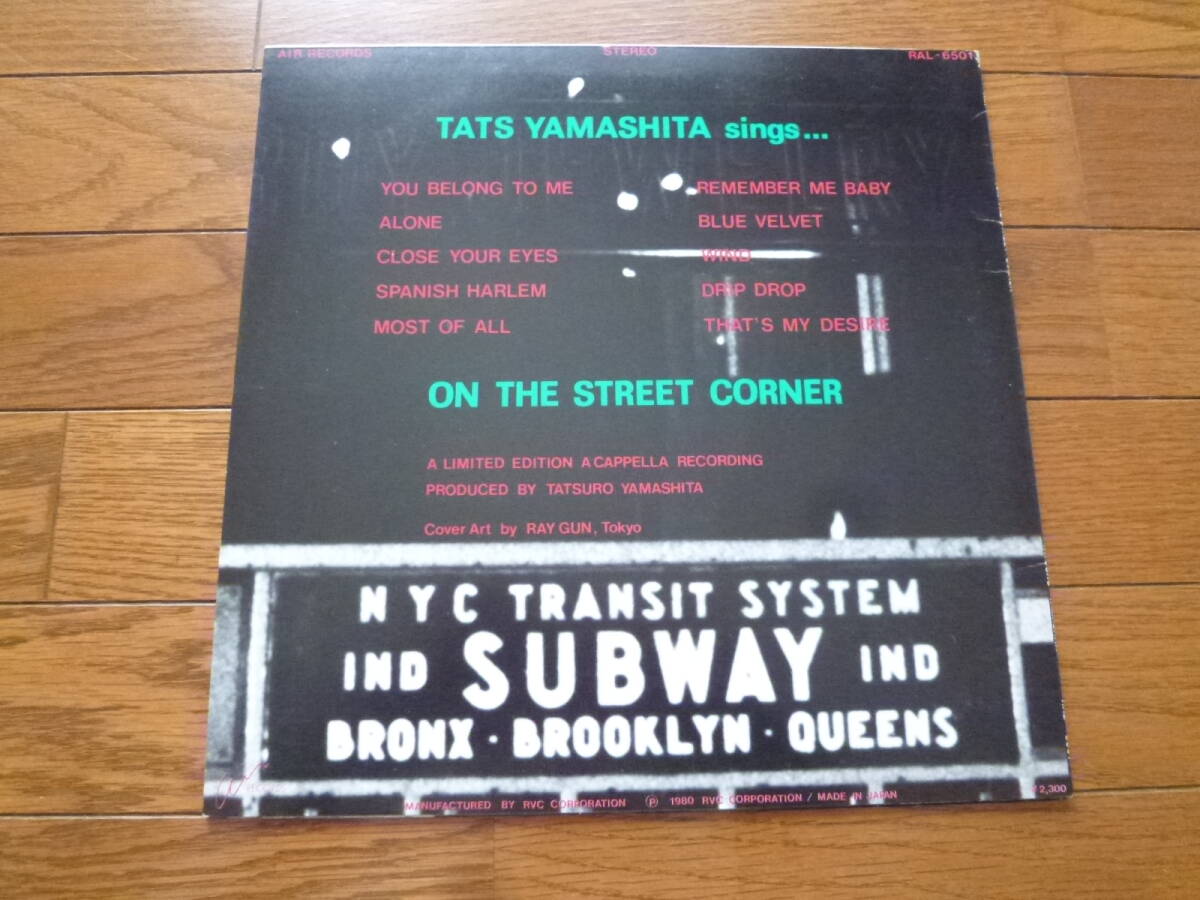 AIR RECORDS STEREO RAL-6501
TATS YAMASHITA sings...
YOU BELONG TO ME
ALONE
CLOSE YOUR EYES
SPANISH HARLEM
MOST OF ALL
REMEMBER ME BABY
BLUE VELVET
WIND
DRIP DROP
THAT'S MY DESIRE
ON THE STREET CORNER
A LIMITED EDITION A CAPPELLA RECORDING
PRODUCED BY TATSURO YAMASHITA
Cover Art by RAY GUN, Tokyo
NYC TRANSIT SYSTEM
IND SUBWAY IND
BRONX · BROOKLYN · QUEENS
MANUFACTURED BY RVC CORPORATION Ⓟ 1980 RVC CORPORATION / MADE IN JAPAN
¥2,300